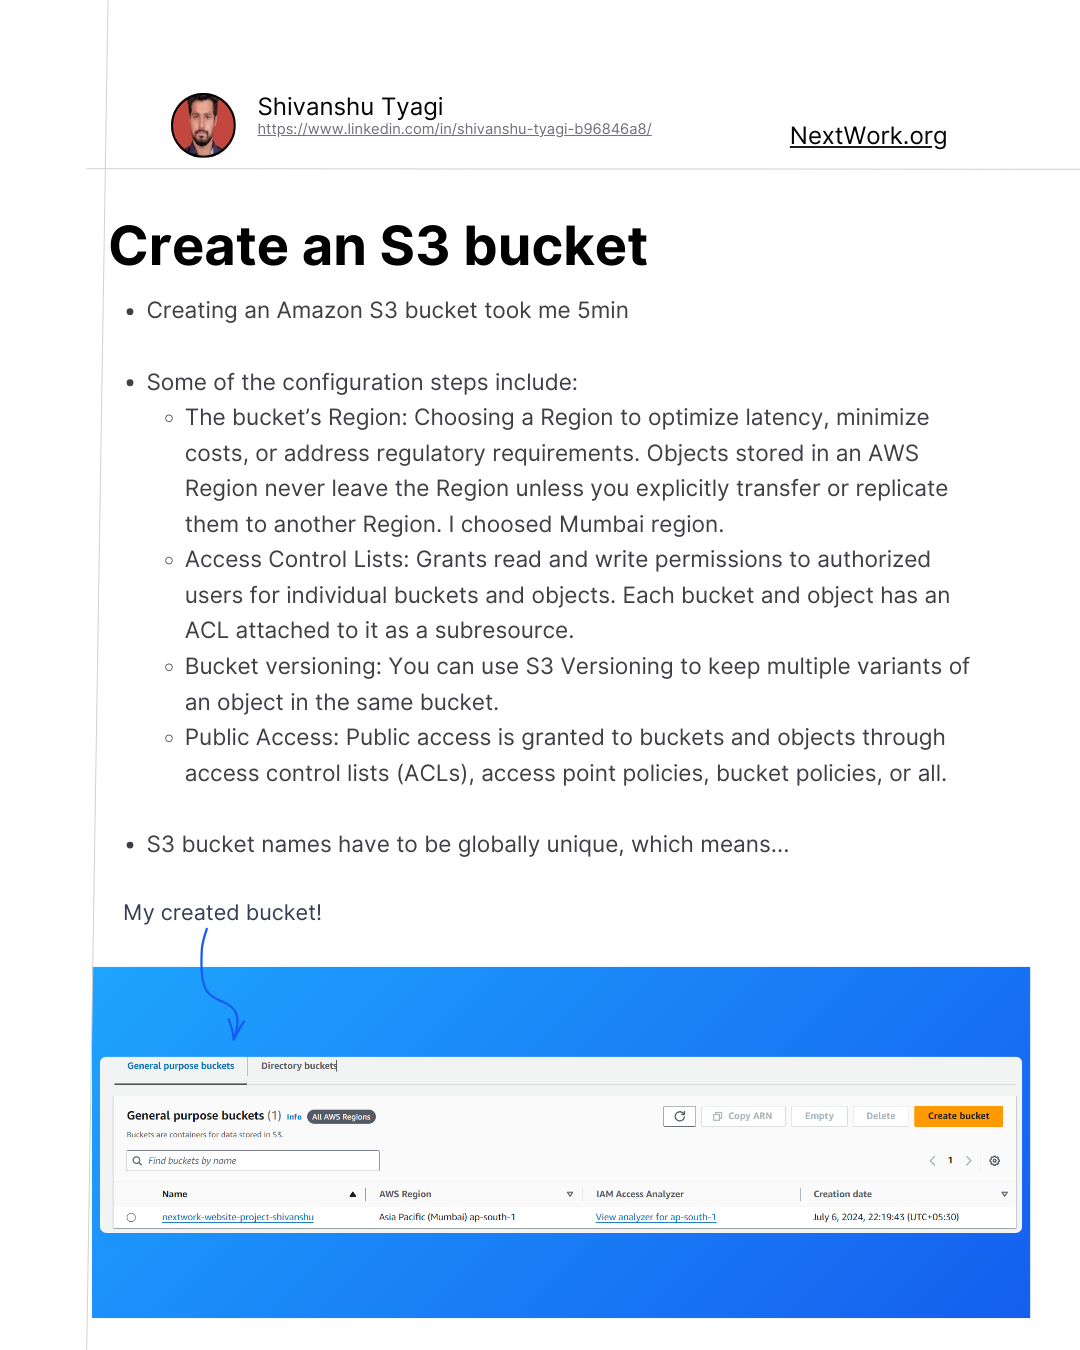 Shivanshu Tyagi
https://www.linkedin.com/in/shivanshu-tyagi-b96846a8/
NextWork.org
Create an S3 bucket
• Creating an Amazon S3 bucket took me 5min
• Some of the configuration steps include:
◦ The bucket’s Region: Choosing a Region to optimize latency, minimize
costs, or address regulatory requirements. Objects stored in an AWS
Region never leave the Region unless you explicitly transfer or replicate
them to another Region. I choosed Mumbai region.
◦ Access Control Lists: Grants read and write permissions to authorized
users for individual buckets and objects. Each bucket and object has an
ACL attached to it as a subresource.
◦ Bucket versioning: You can use S3 Versioning to keep multiple variants of
an object in the same bucket.
◦ Public Access: Public access is granted to buckets and objects through
access control lists (ACLs), access point policies, bucket policies, or all.
• S3 bucket names have to be globally unique, which means...
My created bucket!
General purpose buckets Directory buckets
General purpose buckets (1) Info All AWS Regions Copy ARN Empty Delete Create bucket
Buckets are containers for data stored in S3.
Find buckets by name 1
Name AWS Region IAM Access Analyzer Creation date
nextwork-website-project-shivanshu Asia Pacific (Mumbai) ap-south-1 View analyzer for ap-south-1 July 6, 2024, 22:19:43 (UTC+05:30)